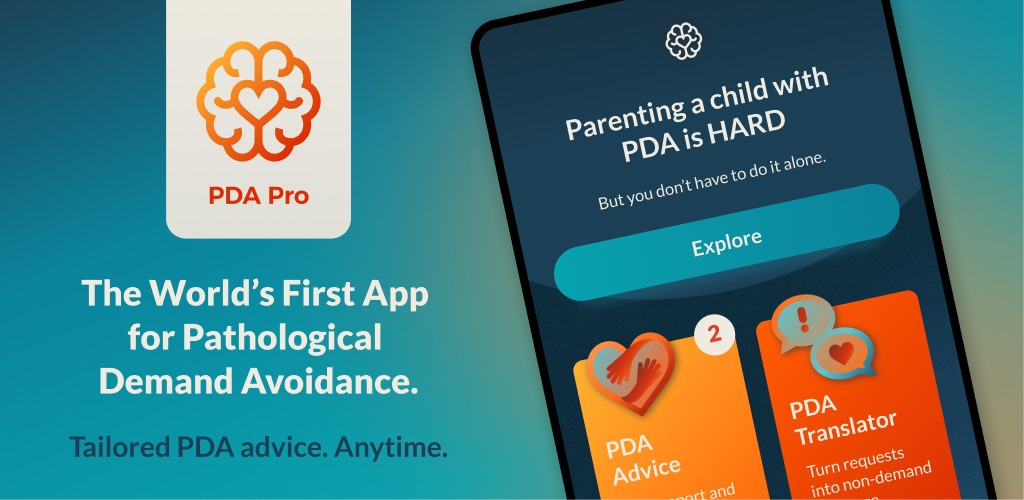 PDA Pro
The World's First App
for Pathological
Demand Avoidance.
Tailored PDA advice. Anytime.
Parenting a child with
PDA is HARD
But you don't have to do it alone.
Explore
2
PDA
Advice
and
PDA
Translator
Turn requests
into non-demand